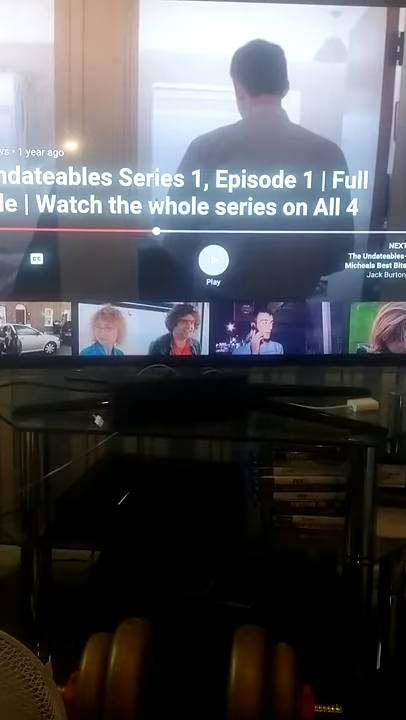 ws • 1 year ago
ndateables Series 1, Episode 1 | Full
de | Watch the whole series on All 4
CC
Play
NEXT
The Undateables-
Micheals Best Bits
Jack Burton